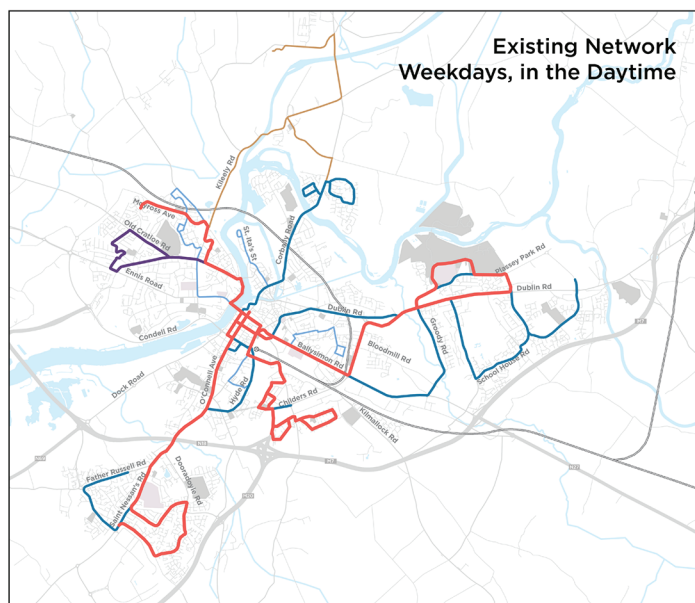 Existing Network
Weekdays, in the Daytime
Kileely Rd
Moyross Ave
Old Cratloe Rd
St. Ita's St
Corbally Road
Ennis Road
Plassey Park Rd
Dublin Rd
Dublin Rd
Condell Rd
Groody Rd
Ballysimon Rd
Bloodmill Rd
School House Rd
Dock Road
O'Connell Ave
Hyde Rd
Childers Rd
Kilmallock Rd
Father Russell Rd
Dooradoyle Rd
Saint Nessan's Rd